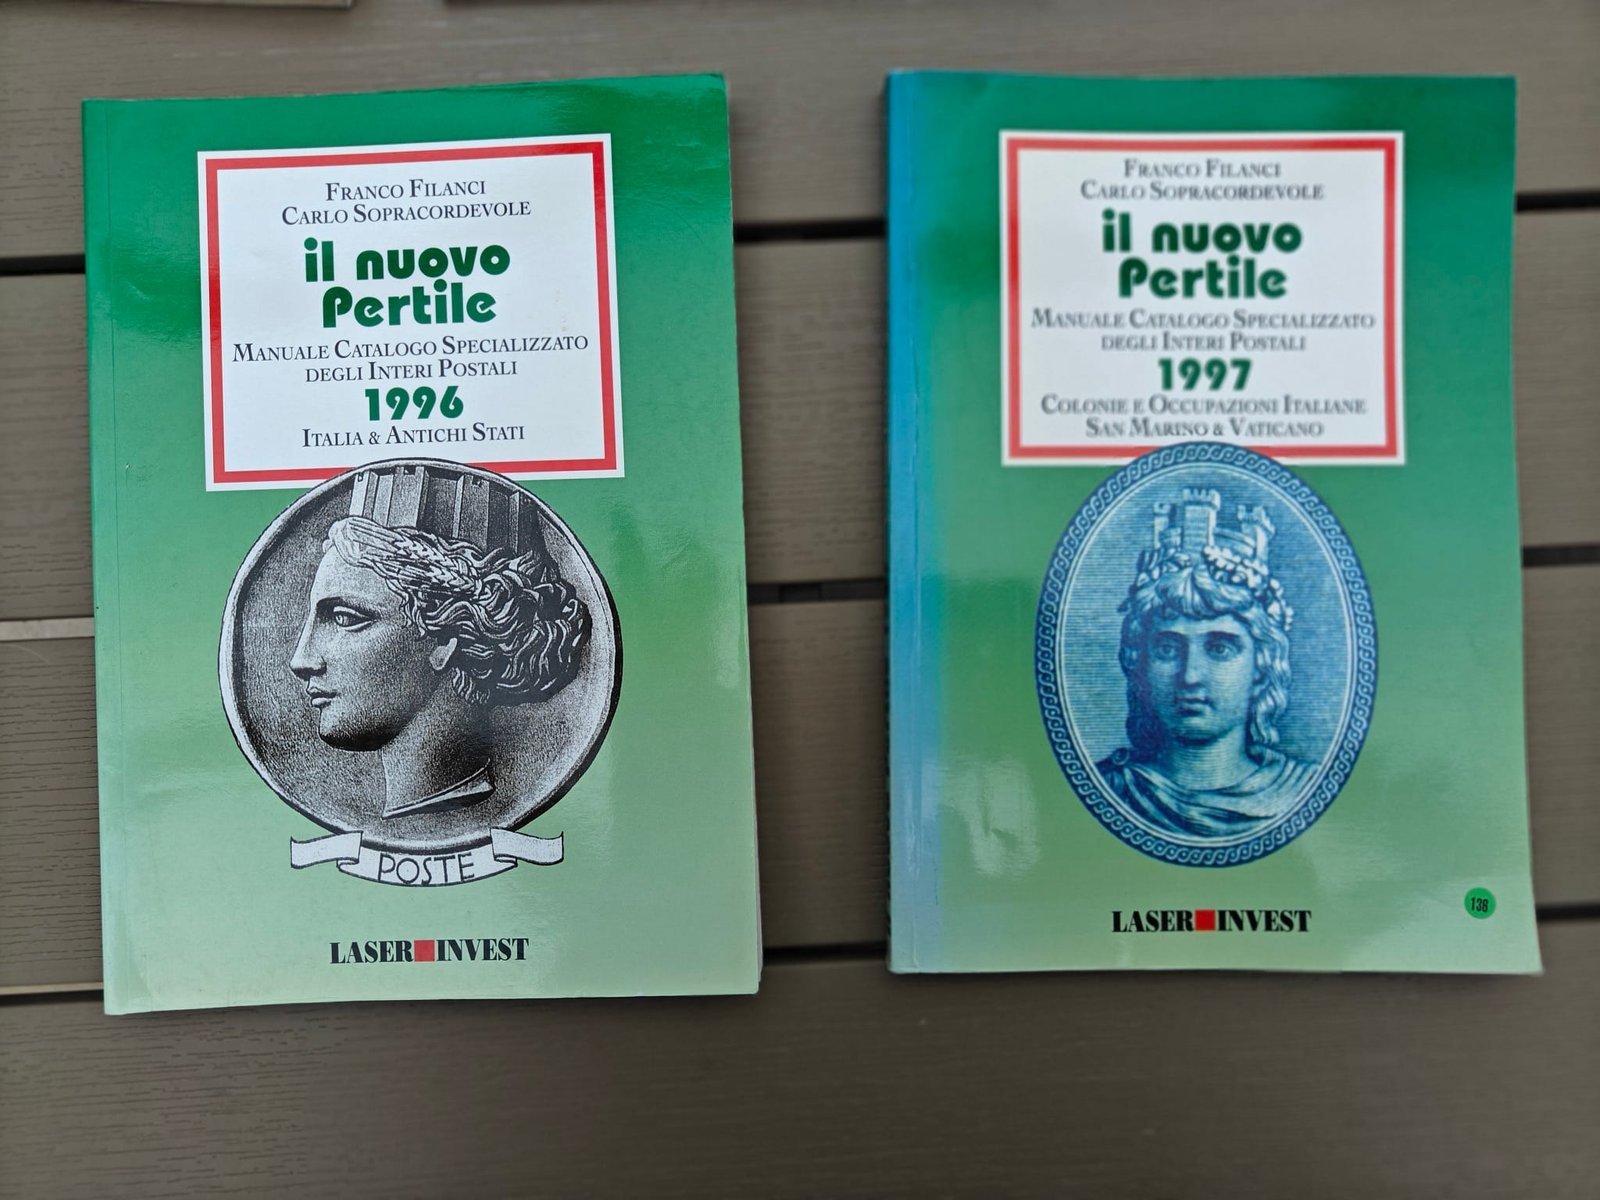 FRANCO FILANCI
CARLO SOPRACORDEVOLE
il nuovo
Pertile
MANUALE CATALOGO SPECIALIZZATO
DEGLI INTERI POSTALI
1996
ITALIA & ANTICHI STATI
POSTE
LASER INVEST
FRANCO FILANCI
CARLO SOPRACORDEVOLE
il nuovo
Pertile
MANUALE CATALOGO SPECIALIZZATO
DEGLI INTERI POSTALI
1997
COLONIE E OCCUPAZIONI ITALIANE
SAN MARINO & VATICANO
LASER INVEST
136